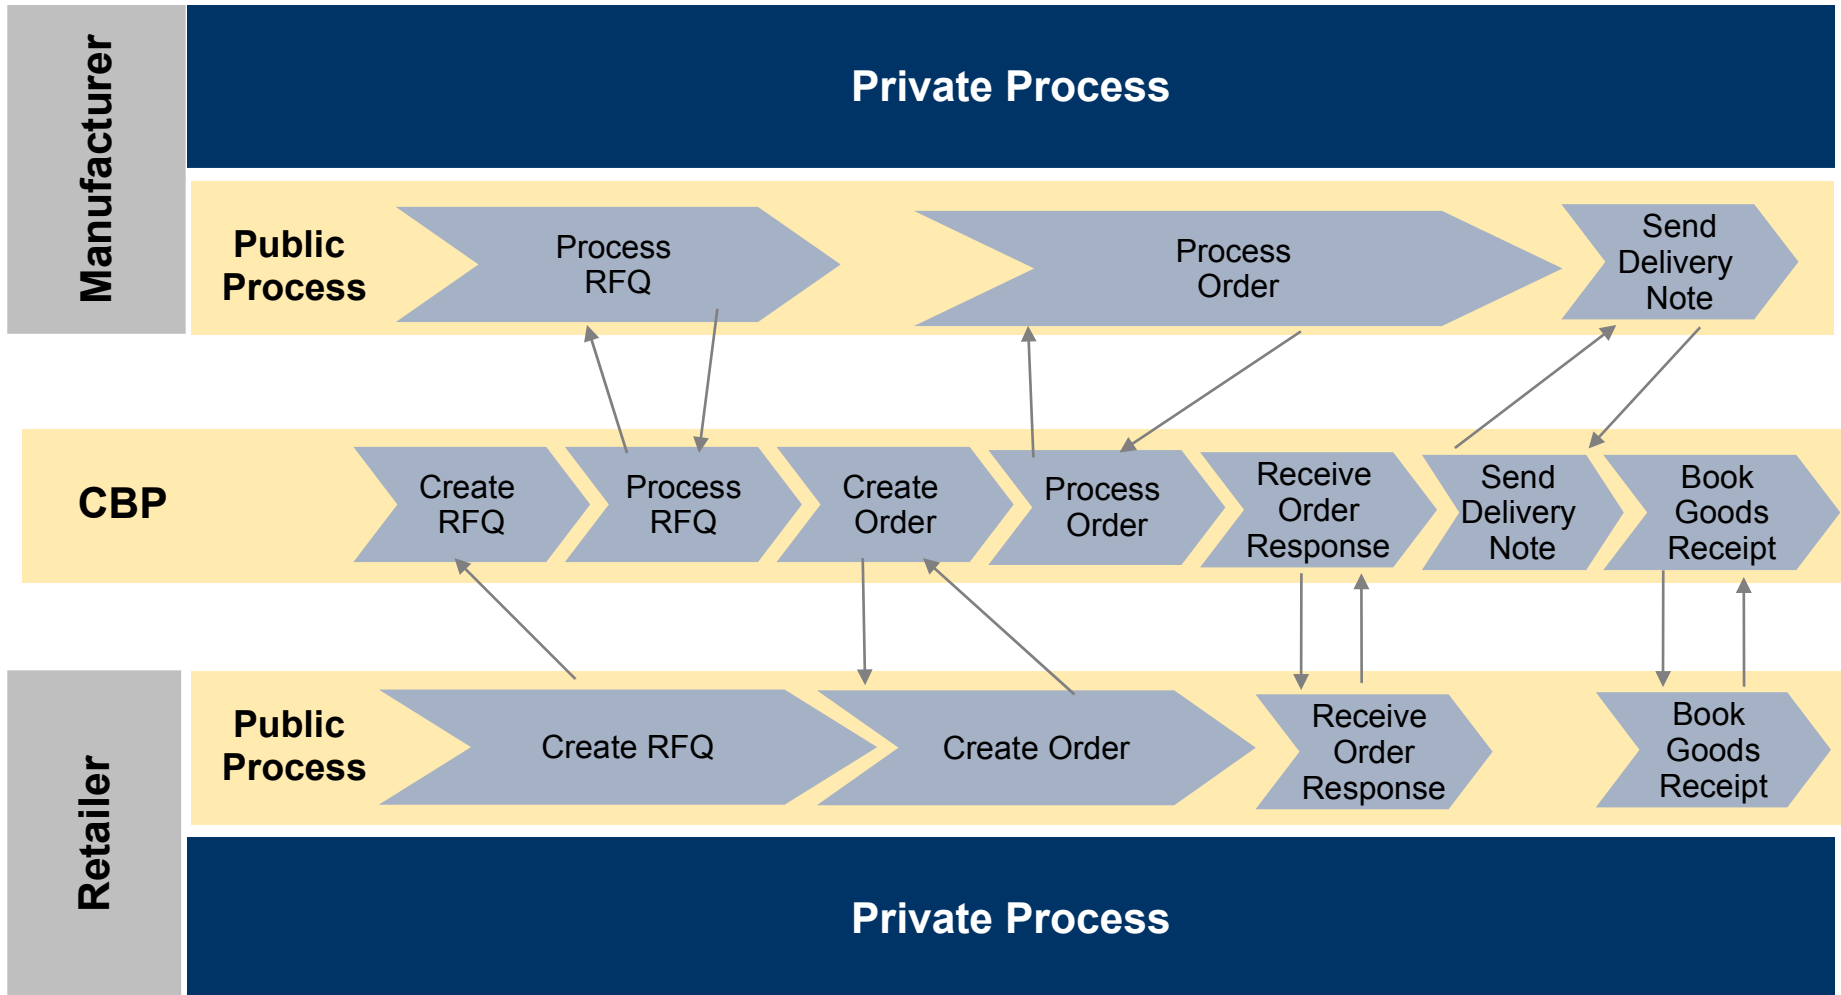 Manufacturer
Private Process
Public
Process
Process
RFQ
Process
Order
Send
Delivery
Note
CBP
Create
RFQ
Process
RFQ
Create
Order
Process
Order
Receive
Order
Response
Send
Delivery
Note
Book
Goods
Receipt
Retailer
Public
Process
Create RFQ
Create Order
Receive
Order
Response
Book
Goods
Receipt
Private Process